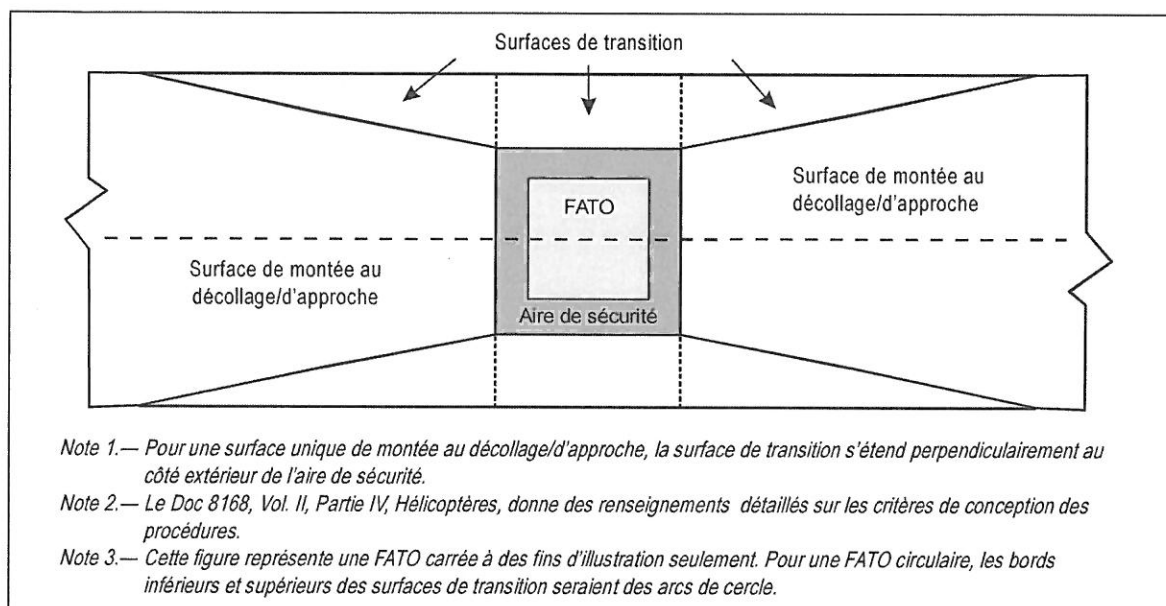 Surfaces de transition
FATO
Surface de montée au
décollage/d'approche
Surface de montée au
décollage/d'approche
Aire de sécurité
Note 1.— Pour une surface unique de montée au décollage/d'approche, la surface de transition s'étend perpendiculairement au
côté extérieur de l'aire de sécurité.
Note 2.— Le Doc 8168, Vol. II, Partie IV, Hélicoptères, donne des renseignements détaillés sur les critères de conception des
procédures.
Note 3.— Cette figure représente une FATO carrée à des fins d'illustration seulement. Pour une FATO circulaire, les bords
inférieurs et supérieurs des surfaces de transition seraient des arcs de cercle.